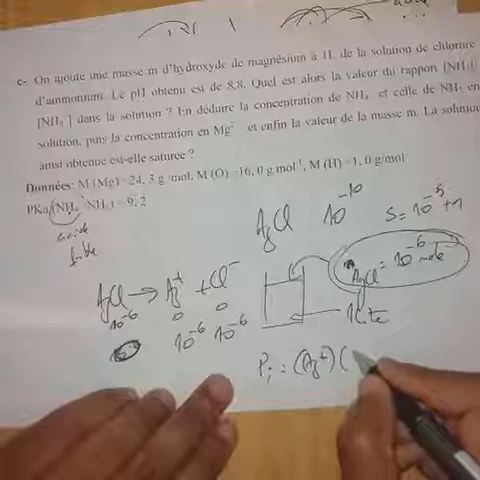 c- On ajoute une masse m d'hydroxyde de magnésium à 1L de la solution de chlorure
d'ammonium. Le pH obtenu est de 8,8. Quel est alors la valeur du rappon [NH3]/
[NH4+] dans la solution ? En déduire la concentration de NH4+ et celle de NH3 en
solution, puis la concentration en Mg2+ et enfin la valeur de la masse m. La solution
ainsi obtenue est-elle saturée ?
Données: M (Mg)=24, 3 g/mol, M (O)=16, 0 g mol-1, M (H)=1, 0 g/mol
PKa (NH4+/NH3) = 9, 2
Acide
faible
AgCl 10^-10
S = 10^-5 M
AgCl = 10^-6 mole
AgCl → Ag+ + Cl-
10^-6 0 0
10^-6 10^-6
Pi = (Ag+) (